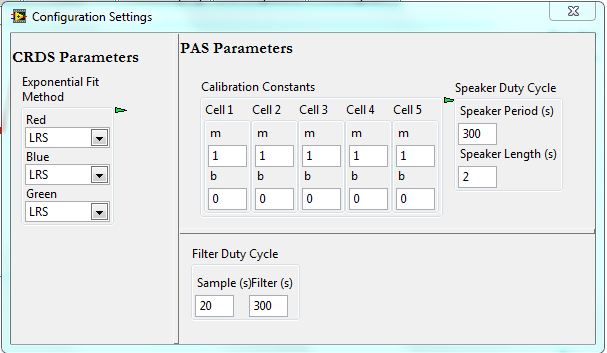 Configuration Settings
CRDS Parameters
Exponential Fit
Method
Red
LRS
Blue
LRS
Green
LRS
PAS Parameters
Calibration Constants
Cell 1 Cell 2 Cell 3 Cell 4 Cell 5
m m m m m
1 1 1 1 1
b b b b b
0 0 0 0 0
Speaker Duty Cycle
Speaker Period (s)
300
Speaker Length (s)
2
Filter Duty Cycle
Sample (s) Filter (s)
20 300